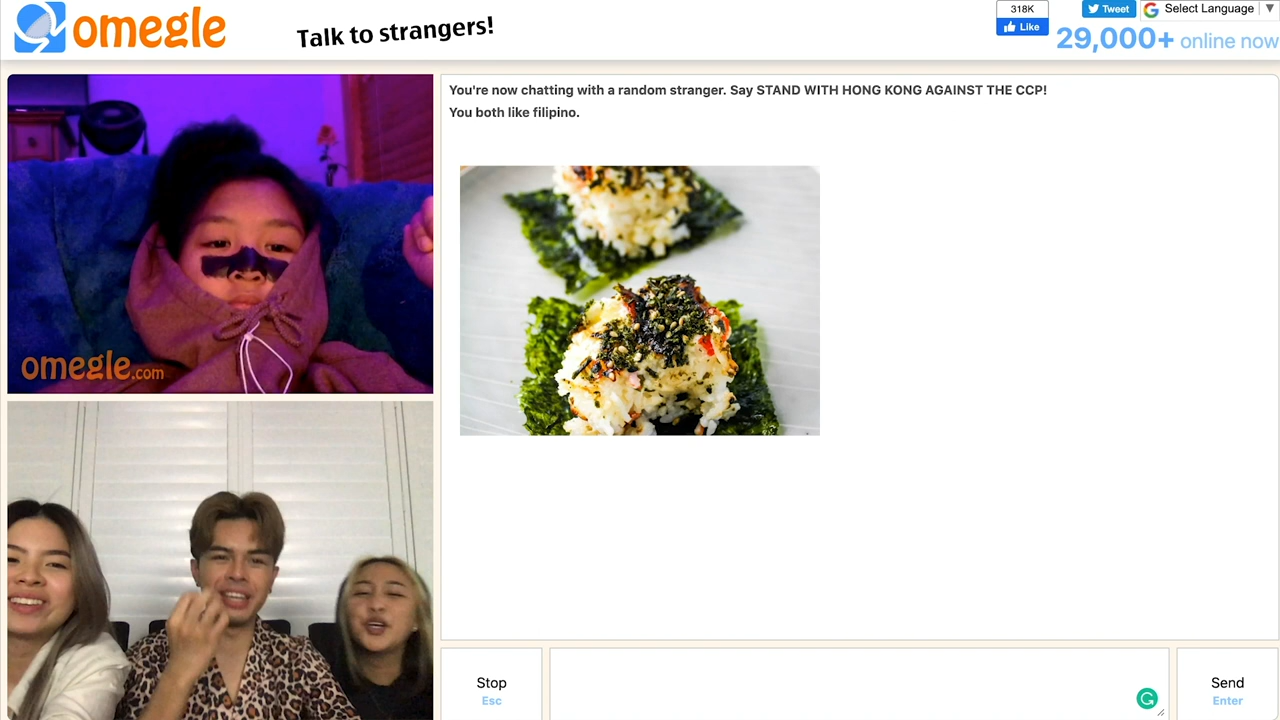 omegle
Talk to strangers!
318K
Like
Tweet
Select Language ▼
29,000+ online now
You're now chatting with a random stranger. Say STAND WITH HONG KONG AGAINST THE CCP!
You both like filipino.
omegle.com
Stop
Esc
Send
Enter